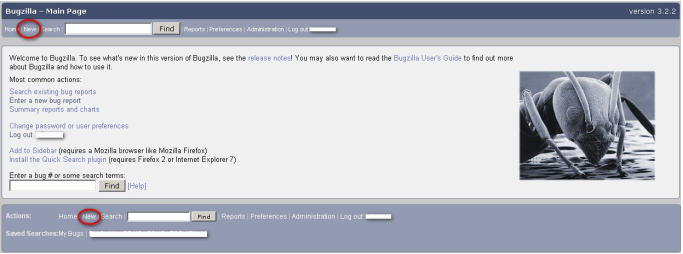 Bugzilla – Main Page version 3.2.2
Home | New | Search | Find | Reports | Preferences | Administration | Log out
Welcome to Bugzilla. To see what's new in this version of Bugzilla, see the release notes! You may also want to read the Bugzilla User's Guide to find out more
about Bugzilla and how to use it.
Most common actions:
Search existing bug reports
Enter a new bug report
Summary reports and charts
Change password or user preferences
Log out
Add to Sidebar (requires a Mozilla browser like Mozilla Firefox)
Install the Quick Search plugin (requires Firefox 2 or Internet Explorer 7)
Enter a bug # or some search terms:
Find [Help]
Actions: Home | New | Search | Find | Reports | Preferences | Administration | Log out
Saved Searches: My Bugs |